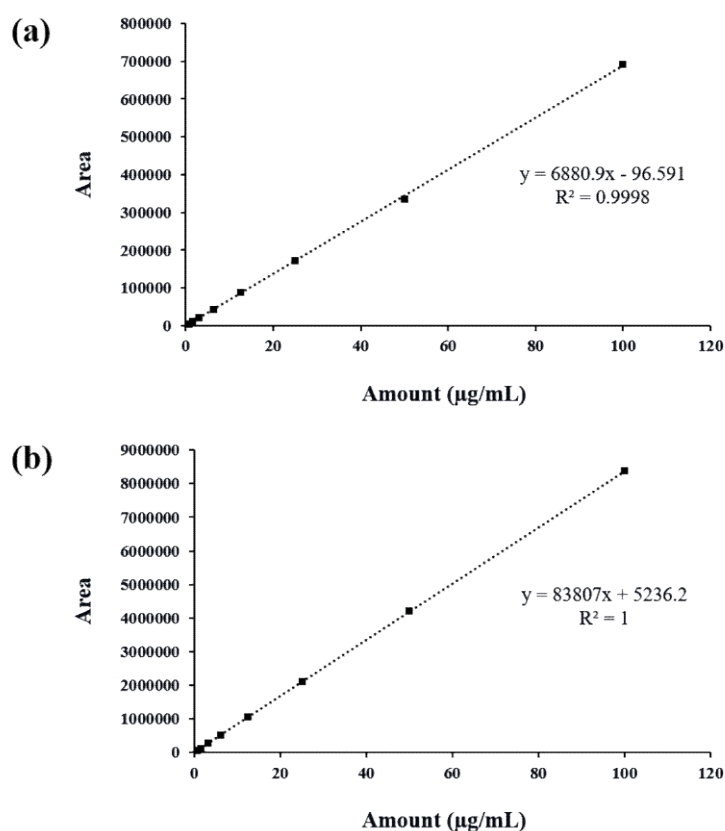 (a)
800000
700000
600000
500000
400000
300000
200000
100000
0
Area
y = 6880.9x - 96.591
R² = 0.9998
0 20 40 60 80 100 120
Amount (µg/mL)
(b)
9000000
8000000
7000000
6000000
5000000
4000000
3000000
2000000
1000000
0
Area
y = 83807x + 5236.2
R² = 1
0 20 40 60 80 100 120
Amount (µg/mL)